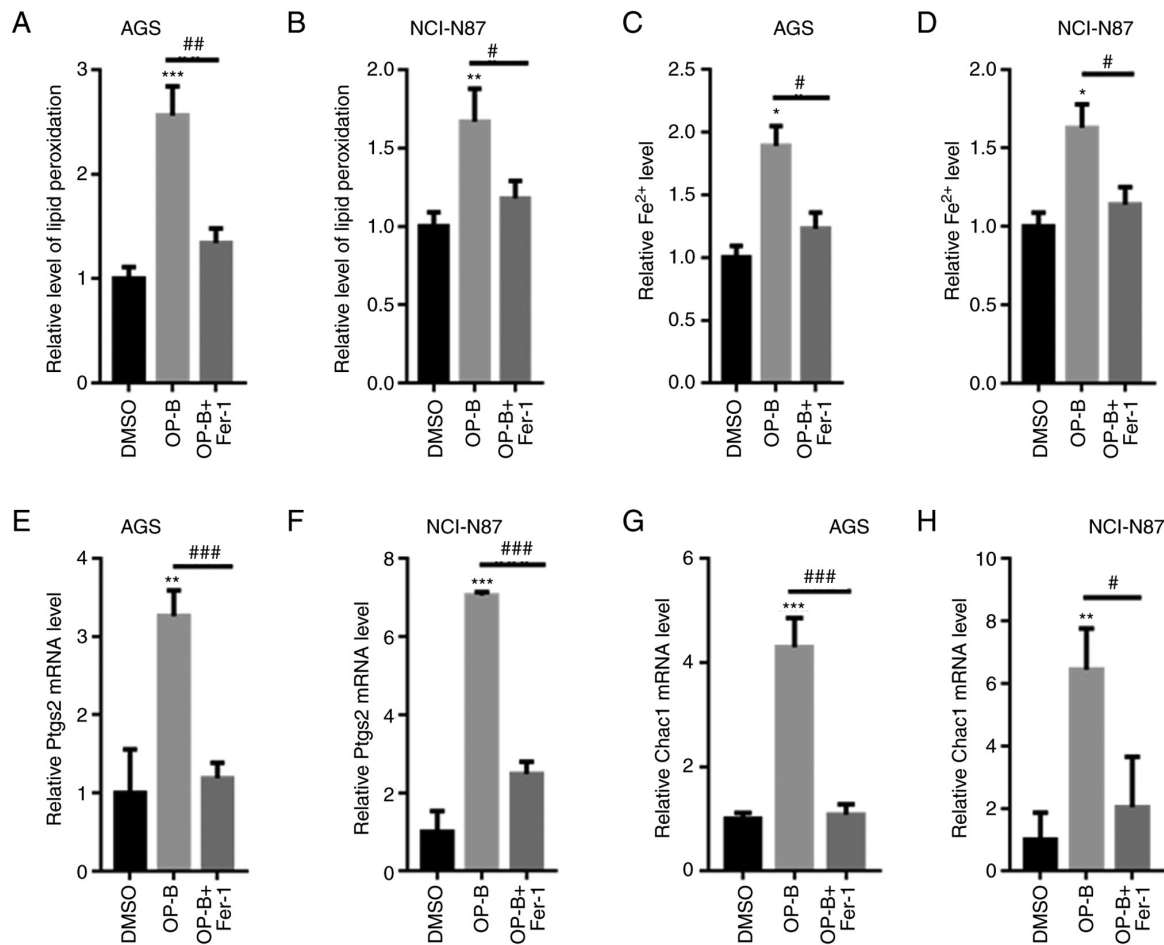 A
AGS
Relative level of lipid peroxidation
3
2
1
0
***
##
DMSO
OP-B
OP-B+
Fer-1
B
NCI-N87
Relative level of lipid peroxidation
2.0
1.5
1.0
0.5
0.0
**
#
DMSO
OP-B
OP-B+
Fer-1
C
AGS
Relative Fe2+ level
2.5
2.0
1.5
1.0
0.5
0.0
*
#
DMSO
OP-B
OP-B+
Fer-1
D
NCI-N87
Relative Fe2+ level
2.0
1.5
1.0
0.5
0.0
*
#
DMSO
OP-B
OP-B+
Fer-1
E
AGS
Relative Ptgs2 mRNA level
4
3
2
1
0
**
###
DMSO
OP-B
OP-B+
Fer-1
F
NCI-N87
Relative Ptgs2 mRNA level
8
6
4
2
0
***
###
DMSO
OP-B
OP-B+
Fer-1
G
AGS
Relative Chac1 mRNA level
6
4
2
0
***
###
DMSO
OP-B
OP-B+
Fer-1
H
NCI-N87
Relative Chac1 mRNA level
10
8
6
4
2
0
**
#
DMSO
OP-B
OP-B+
Fer-1